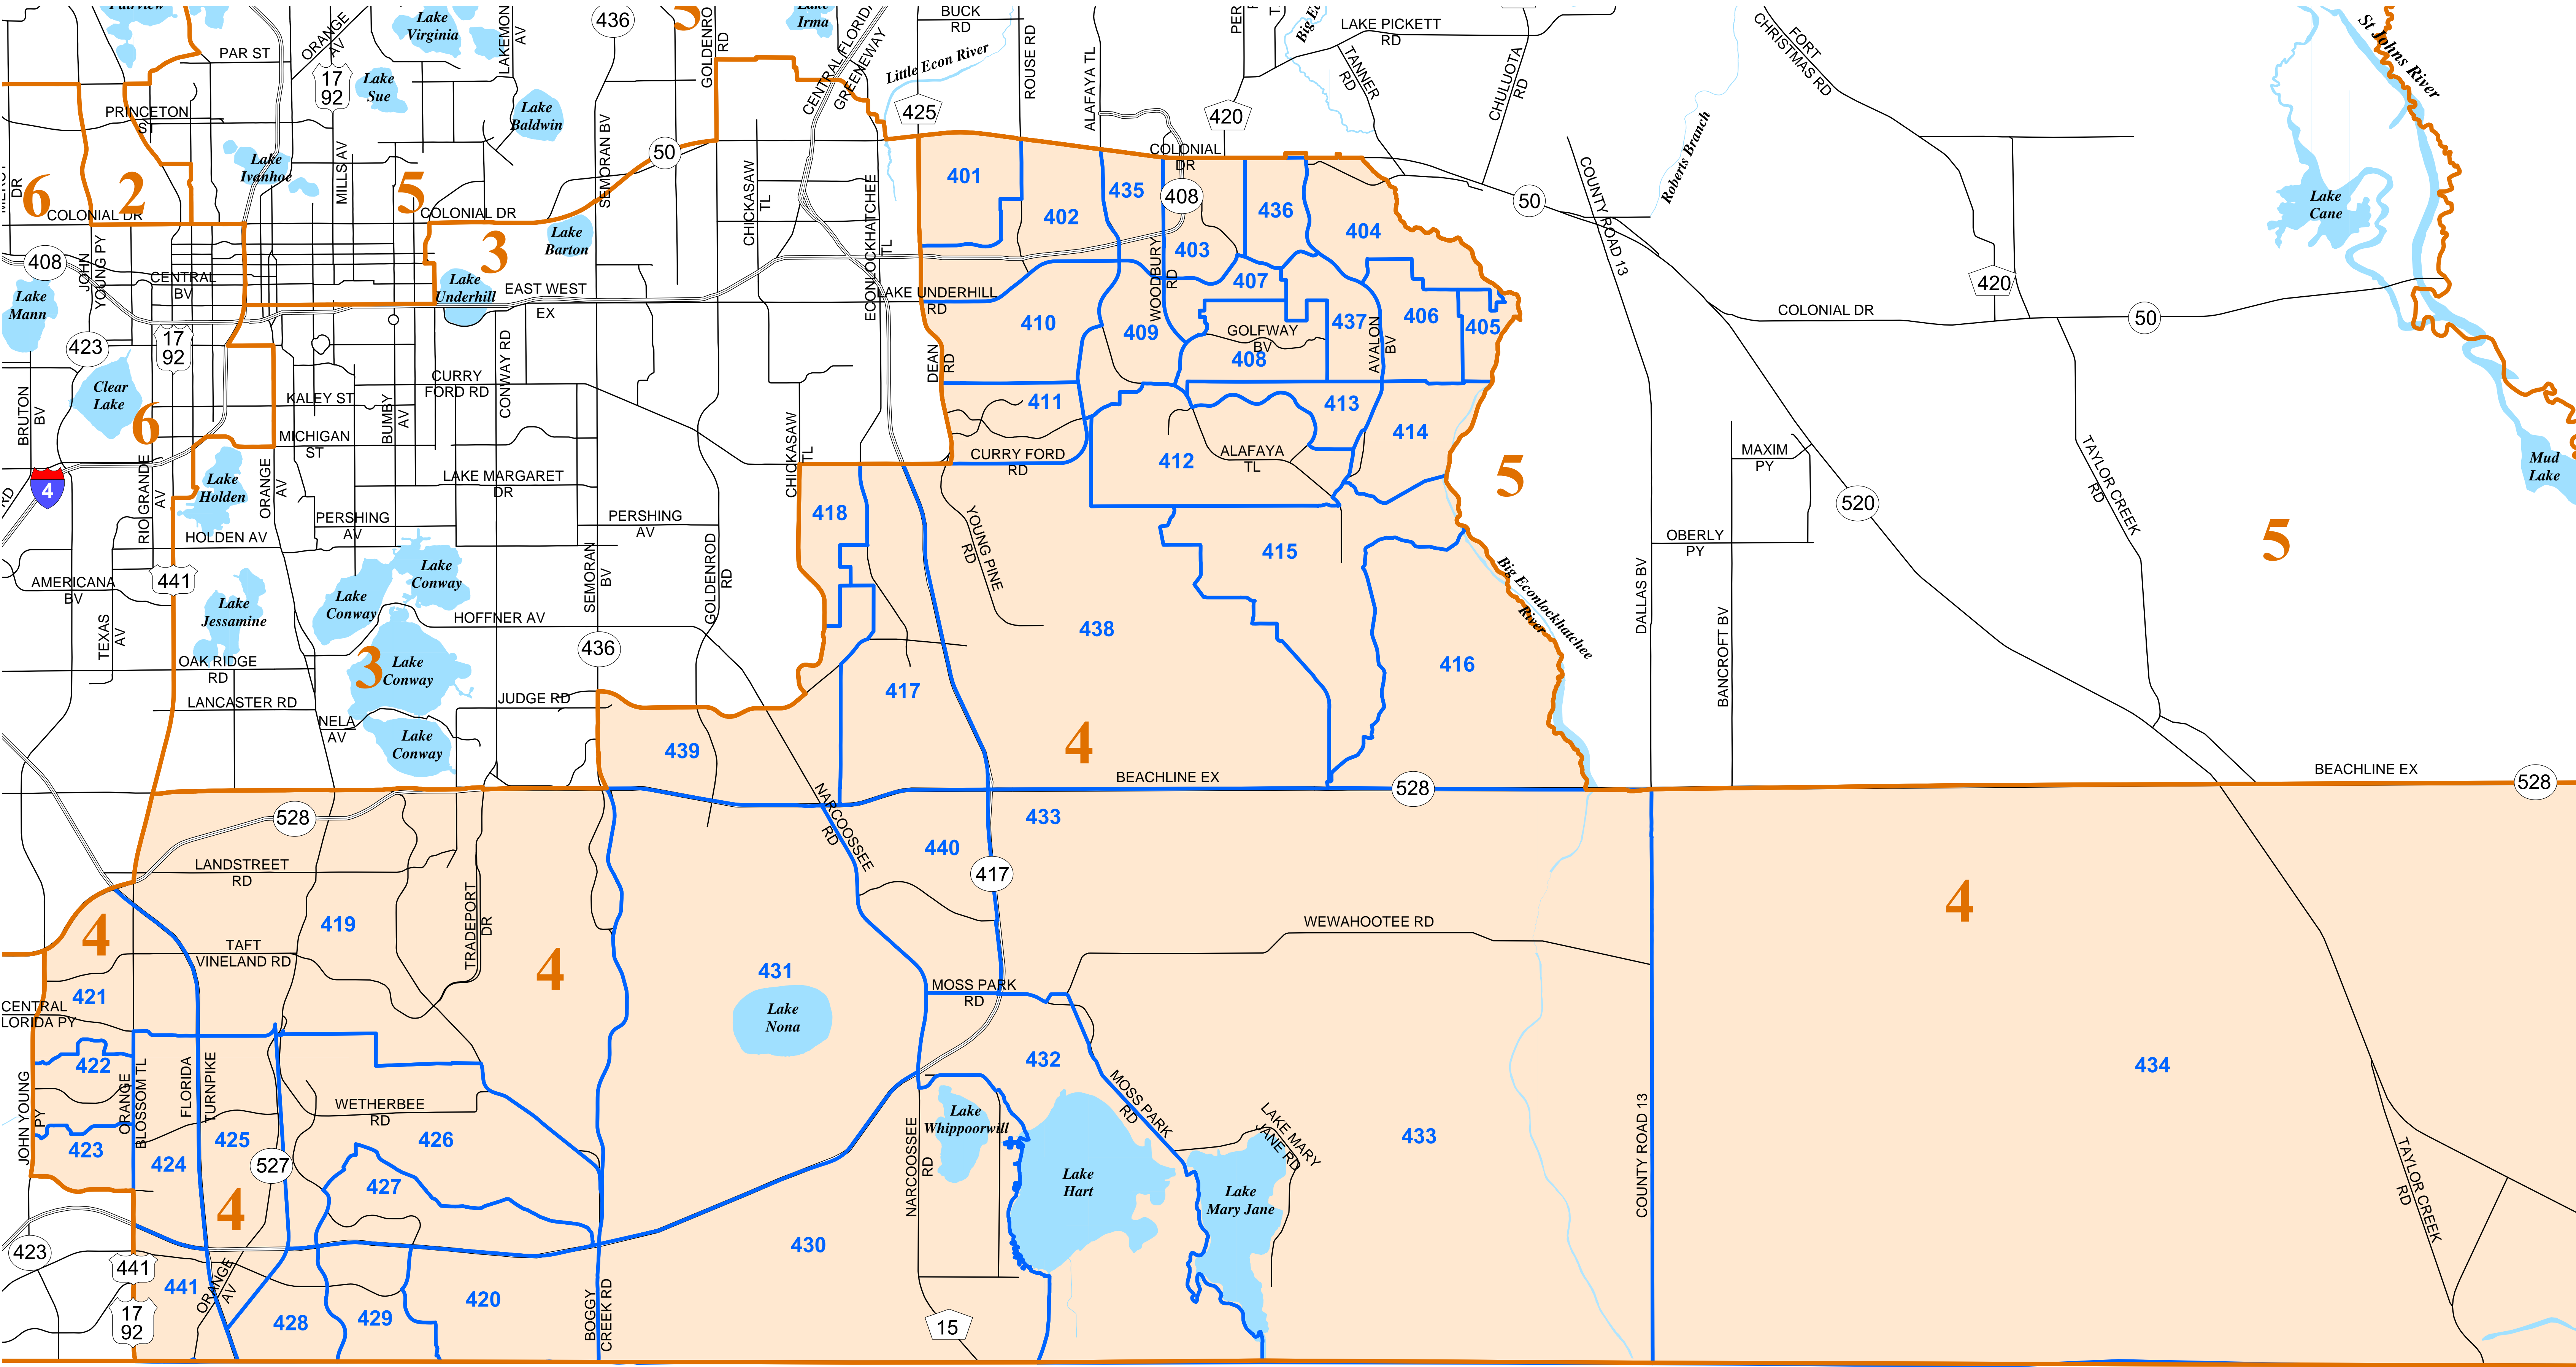 Fairview
PAR ST
ORANGE
AV
17
92
Lake
Virginia
LAKEMON
AV
436
5
GOLDENRO
RD
Lake
Irma
CENTRAL FLORIDA
GREENEWAY
BUCK
RD
Little Econ River
ROUSE RD
ALAFAYA TL
Big Ec
LAKE PICKETT
RD
TANNER
RD
CHULUOTA
RD
FORT
CHRISTMAS RD
St Johns River
Lake
Sue
PRINCETON
ST
Lake
Baldwin
425
420
Roberts Branch
Lake
Ivanhoe
MILLS AV
SEMORAN BV
50
COLONIAL
DR
6
DR
2
5
COLONIAL DR
COLONIAL DR
CHICKASAW
TL
ECONLOCKHATCHEE
TL
401
402
435
408
436
404
403
50
COUNTY ROAD 13
Lake
Cane
408
JOHN
YOUNG PY
CENTRAL
BV
3
Lake
Barton
Lake
Underhill
EAST WEST
EX
LAKE UNDERHILL
RD
WOODBURY
RD
407
420
Lake
Mann
423
17
92
410
409
GOLFWAY
BV
408
437
AVALON
BV
406
405
COLONIAL DR
50
Clear
Lake
BRUTON
BV
6
KALEY ST
BUMBY
AV
CURRY
FORD RD
CONWAY RD
DEAN
RD
411
413
414
MICHIGAN
ST
CHICKASAW
TL
CURRY FORD
RD
412
ALAFAYA
TL
5
MAXIM
PY
TAYLOR CREEK
RD
Mud
Lake
4
RD
RIO GRANDE
AV
Lake
Holden
ORANGE
AV
LAKE MARGARET
DR
520
PERSHING
AV
PERSHING
AV
418
YOUNG PINE
RD
OBERLY
PY
5
HOLDEN AV
415
AMERICANA
BV
441
Lake
Conway
SEMORAN
BV
GOLDENROD
RD
Big Econlockhatchee
River
DALLAS BV
TEXAS
AV
Lake
Jessamine
Lake
Conway
HOFFNER AV
438
BANCROFT BV
OAK RIDGE
RD
3
Lake
Conway
436
416
LANCASTER RD
NELA
AV
JUDGE RD
417
Lake
Conway
439
4
BEACHLINE EX
528
BEACHLINE EX
528
528
NARCOOSSEE
RD
433
440
LANDSTREET
RD
417
4
419
TRADEPORT
DR
WEWAHOOTEE RD
4
TAFT
VINELAND RD
4
431
MOSS PARK
RD
421
CENTRAL
LORIDA PY
Lake
Nona
422
432
434
JOHN YOUNG
PY
ORANGE
BLOSSOM TL
FLORIDA
TURNPIKE
WETHERBEE
RD
Lake
Whippoorwill
MOSS PARK
RD
LAKE MARY
JANE RD
423
425
426
433
COUNTY ROAD 13
424
527
427
NARCOOSSEE
RD
Lake
Hart
Lake
Mary Jane
TAYLOR CREEK
RD
4
423
430
441
441
ORANGE
AV
420
BOGGY
CREEK RD
17
92
428
429
15